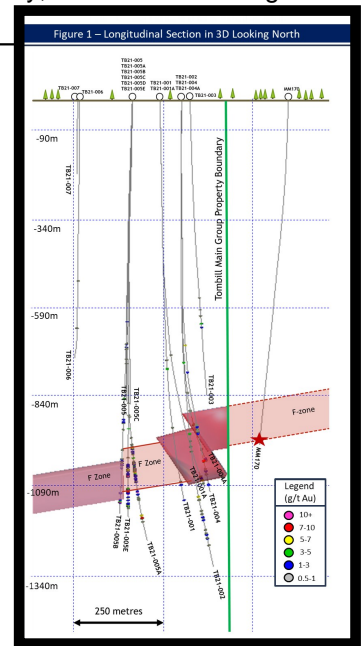 Figure 1 – Longitudinal Section in 3D Looking North
TB21-005
TB21-005A
TB21-005B
TB21-005C
TB21-005D
TB21-005E
TB21-001
TB21-001A
TB21-002
TB21-004
TB21-004A
TB21-003
TB21-007
TB21-006
MM170
-90m
TB21-007
Tombill Main Group Property Boundary
-340m
-590m
TB21-006
TB21-003
-840m
TB21-005
TB21-005C
F-zone
MM170
F Zone
F Zone
TB21-001A
-1090m
TB21-001
TB21-004
TB21-005B
TB21-005E
TB21-005A
TB21-002
Legend
(g/t Au)
10+
7-10
5-7
3-5
1-3
0.5-1
-1340m
250 metres